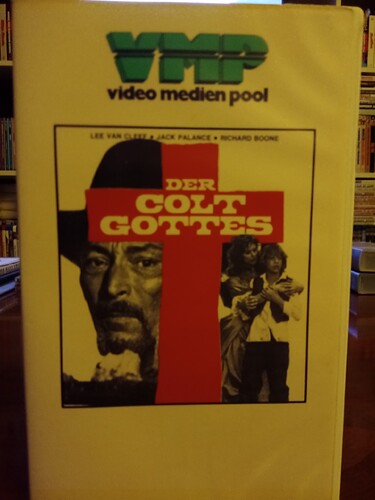 VMP
video medien pool
LEE VAN CLEEF • JACK PALANCE • RICHARD BOONE
DER
COLT
GOTTES